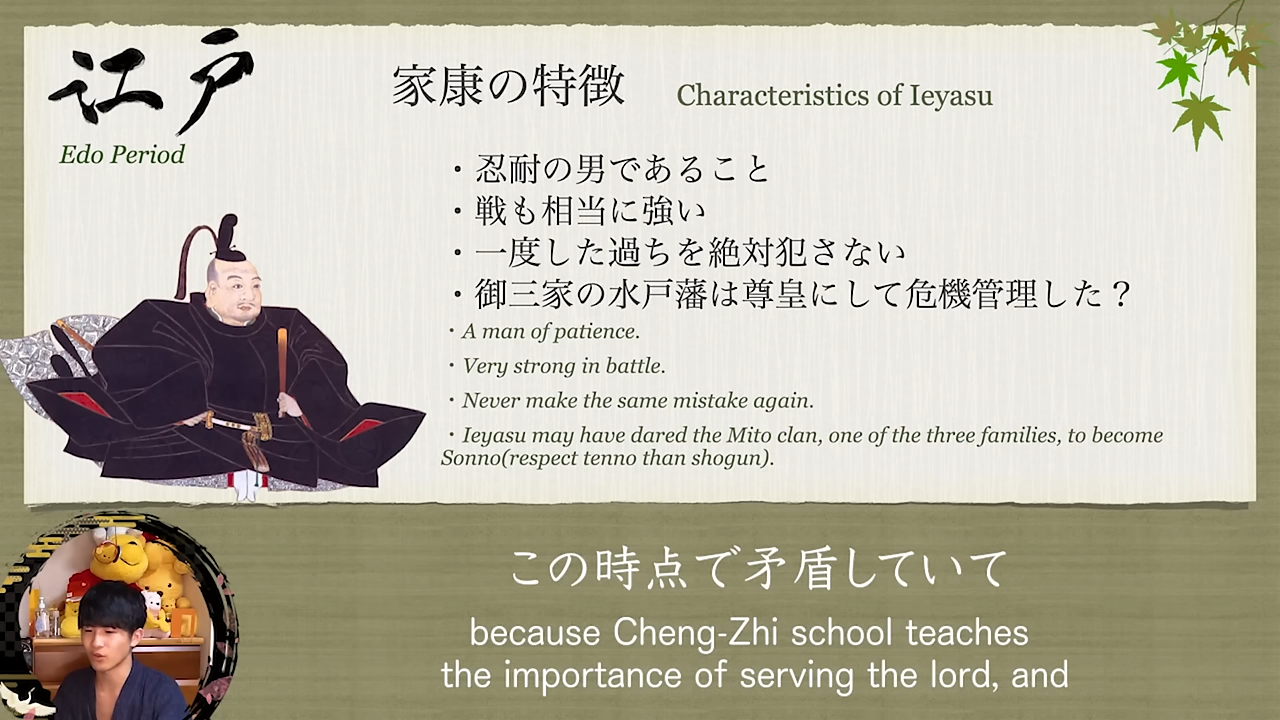 江戸
Edo Period
家康の特徴
Characteristics of Ieyasu
・忍耐の男であること
・戦も相当に強い
・一度した過ちを絶対犯さない
・御三家の水戸藩は尊皇にして危機管理した？
・A man of patience.
・Very strong in battle.
・Never make the same mistake again.
・Ieyasu may have dared the Mito clan, one of the three families, to become
Sonno(respect tenno than shogun).
この時点で矛盾していて
because Cheng-Zhi school teaches
the importance of serving the lord, and